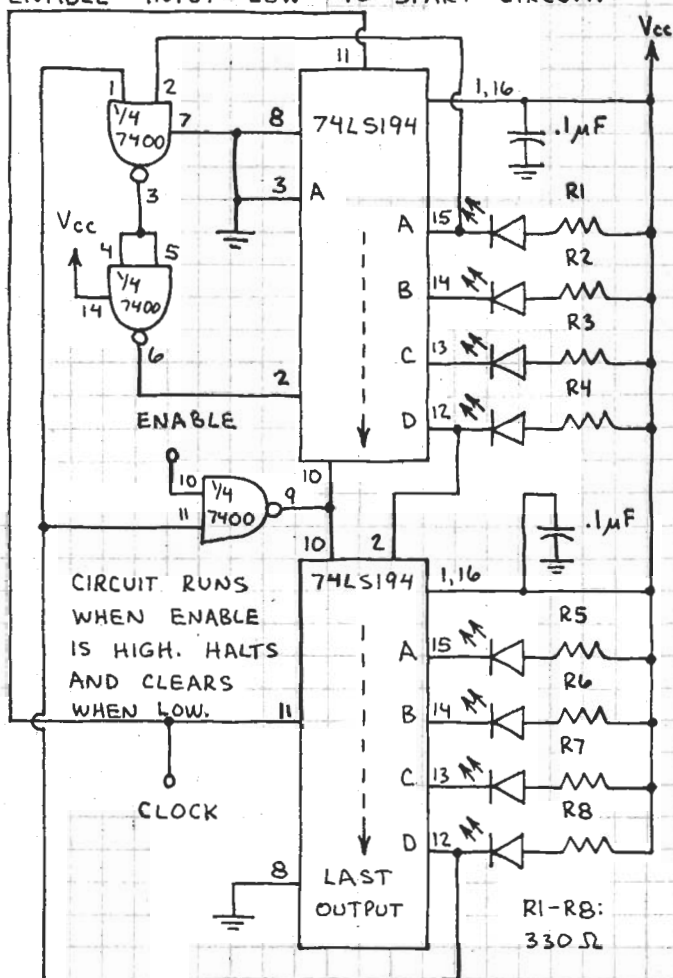 ENABLE INPUT LOW TO START CIRCUIT.
Vcc
11
1
2
1/4
7400
7
8
74LS194
1,16
.1µF
3
3
A
R1
A
15
Vcc
4
5
R2
1/4
7400
B
14
14
R3
6
C
13
2
R4
D
12
ENABLE
10
10
1/4
7400
9
11
.1µF
10
2
74LS194
1,16
CIRCUIT RUNS
WHEN ENABLE
IS HIGH. HALTS
AND CLEARS
WHEN LOW.
R5
A
15
R6
11
B
14
R7
C
13
CLOCK
R8
D
12
8
LAST
OUTPUT
R1-R8:
330 Ω